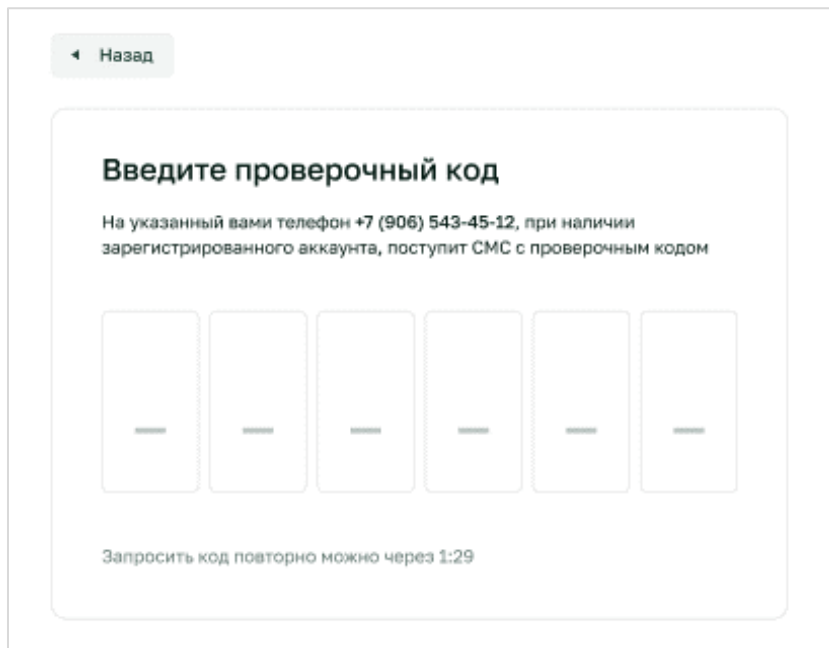 Назад
Введите проверочный код
На указанный вами телефон +7 (906) 543-45-12, при наличии
зарегистрированного аккаунта, поступит СМС с проверочным кодом
Запросить код повторно можно через 1:29